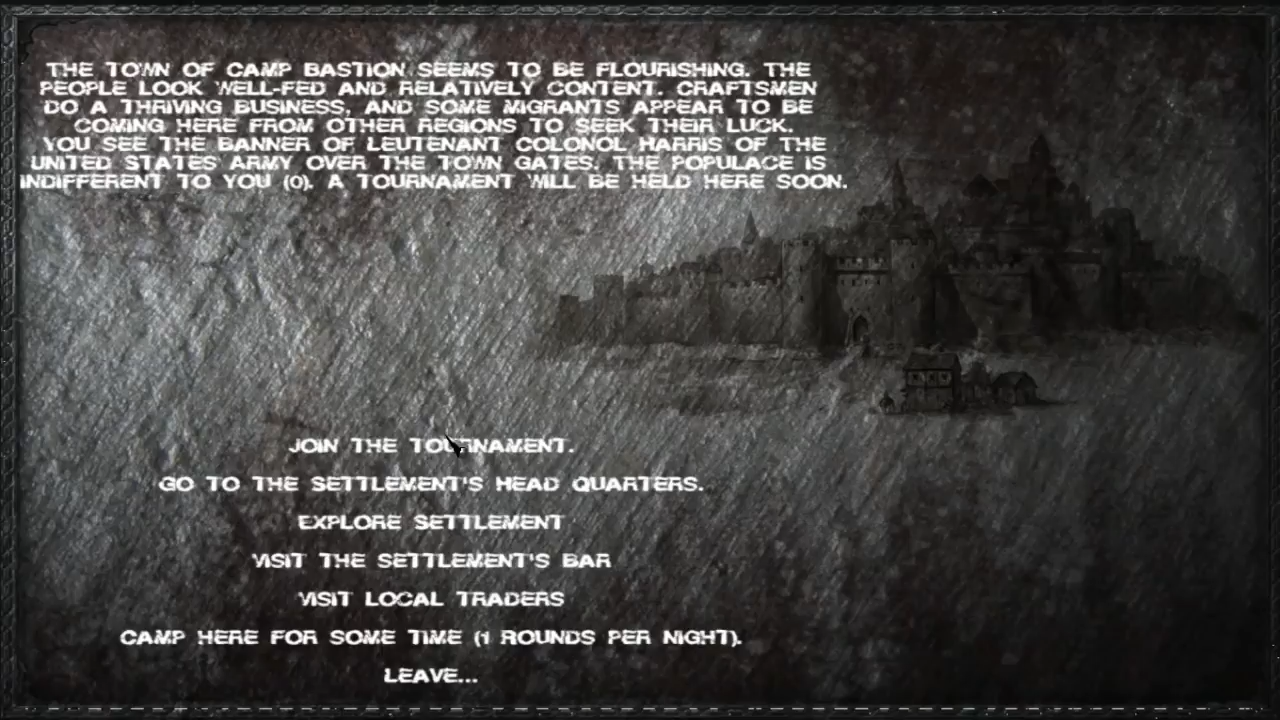 THE TOWN OF CAMP BASTION SEEMS TO BE FLOURISHING. THE
PEOPLE LOOK WELL-FED AND RELATIVELY CONTENT. CRAFTSMEN
DO A THRIVING BUSINESS, AND SOME MIGRANTS APPEAR TO BE
COMING HERE FROM OTHER REGIONS TO SEEK THEIR LUCK.
YOU SEE THE BANNER OF LEUTENANT COLONOL HARRIS OF THE
UNITED STATES ARMY OVER THE TOWN GATES. THE POPULACE IS
INDIFFERENT TO YOU (0). A TOURNAMENT WILL BE HELD HERE SOON.
JOIN THE TOURNAMENT.
GO TO THE SETTLEMENT'S HEAD QUARTERS.
EXPLORE SETTLEMENT
VISIT THE SETTLEMENT'S BAR
VISIT LOCAL TRADERS
CAMP HERE FOR SOME TIME (1 ROUNDS PER NIGHT).
LEAVE...